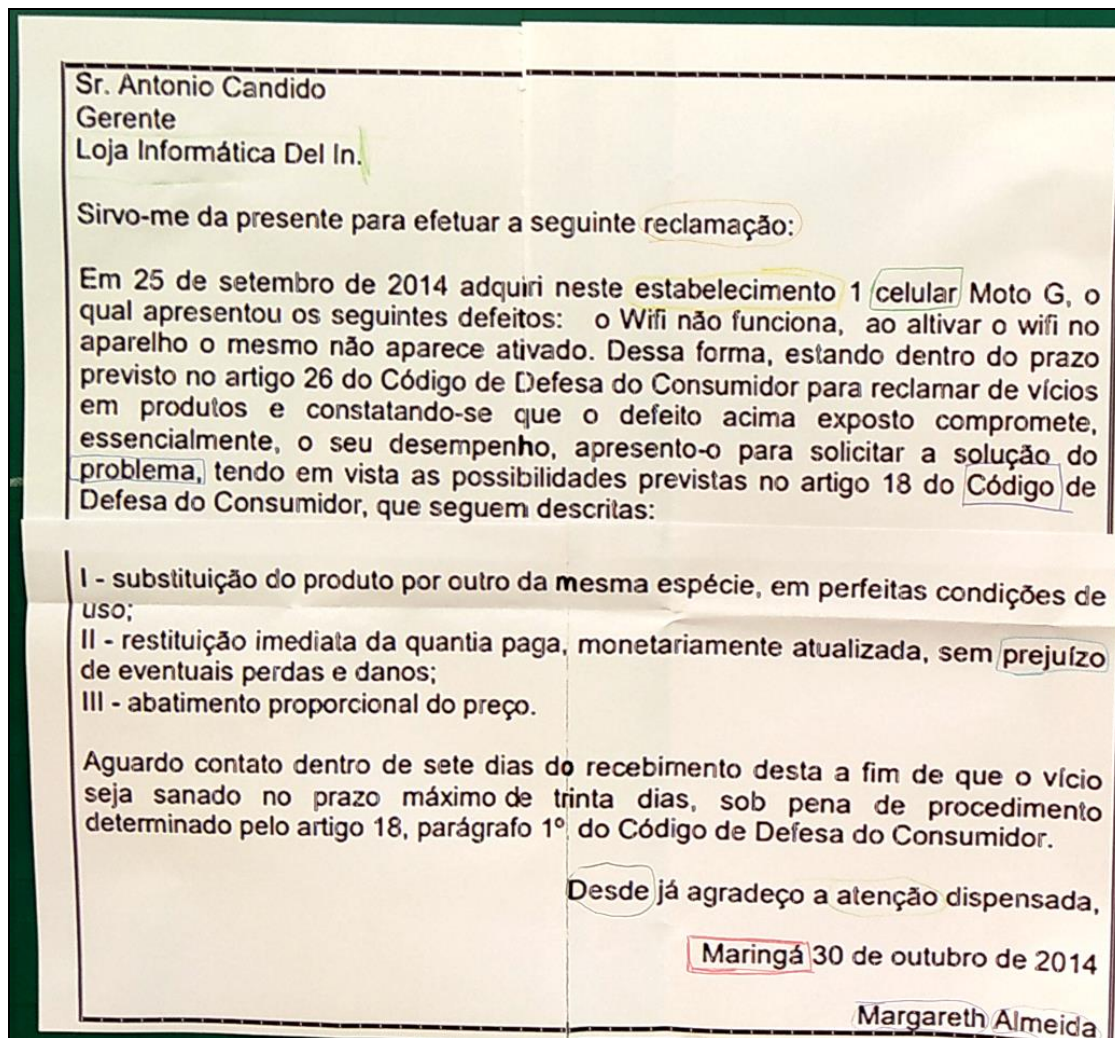 Sr. Antonio Candido
Gerente
Loja Informática Del In.
Sirvo-me da presente para efetuar a seguinte reclamação:
Em 25 de setembro de 2014 adquiri neste estabelecimento 1 celular Moto G, o
qual apresentou os seguintes defeitos: o Wifi não funciona, ao altivar o wifi no
aparelho o mesmo não aparece ativado. Dessa forma, estando dentro do prazo
previsto no artigo 26 do Código de Defesa do Consumidor para reclamar de vícios
em produtos e constatando-se que o defeito acima exposto compromete,
essencialmente, o seu desempenho, apresento-o para solicitar a solução do
problema, tendo em vista as possibilidades previstas no artigo 18 do Código de
Defesa do Consumidor, que seguem descritas:
I - substituição do produto por outro da mesma espécie, em perfeitas condições de
uso;
II - restituição imediata da quantia paga, monetariamente atualizada, sem prejuízo
de eventuais perdas e danos;
III - abatimento proporcional do preço.
Aguardo contato dentro de sete dias do recebimento desta a fim de que o vício
seja sanado no prazo máximo de trinta dias, sob pena de procedimento
determinado pelo artigo 18, parágrafo 1º do Código de Defesa do Consumidor.
Desde já agradeço a atenção dispensada,
Maringá 30 de outubro de 2014
Margareth Almeida